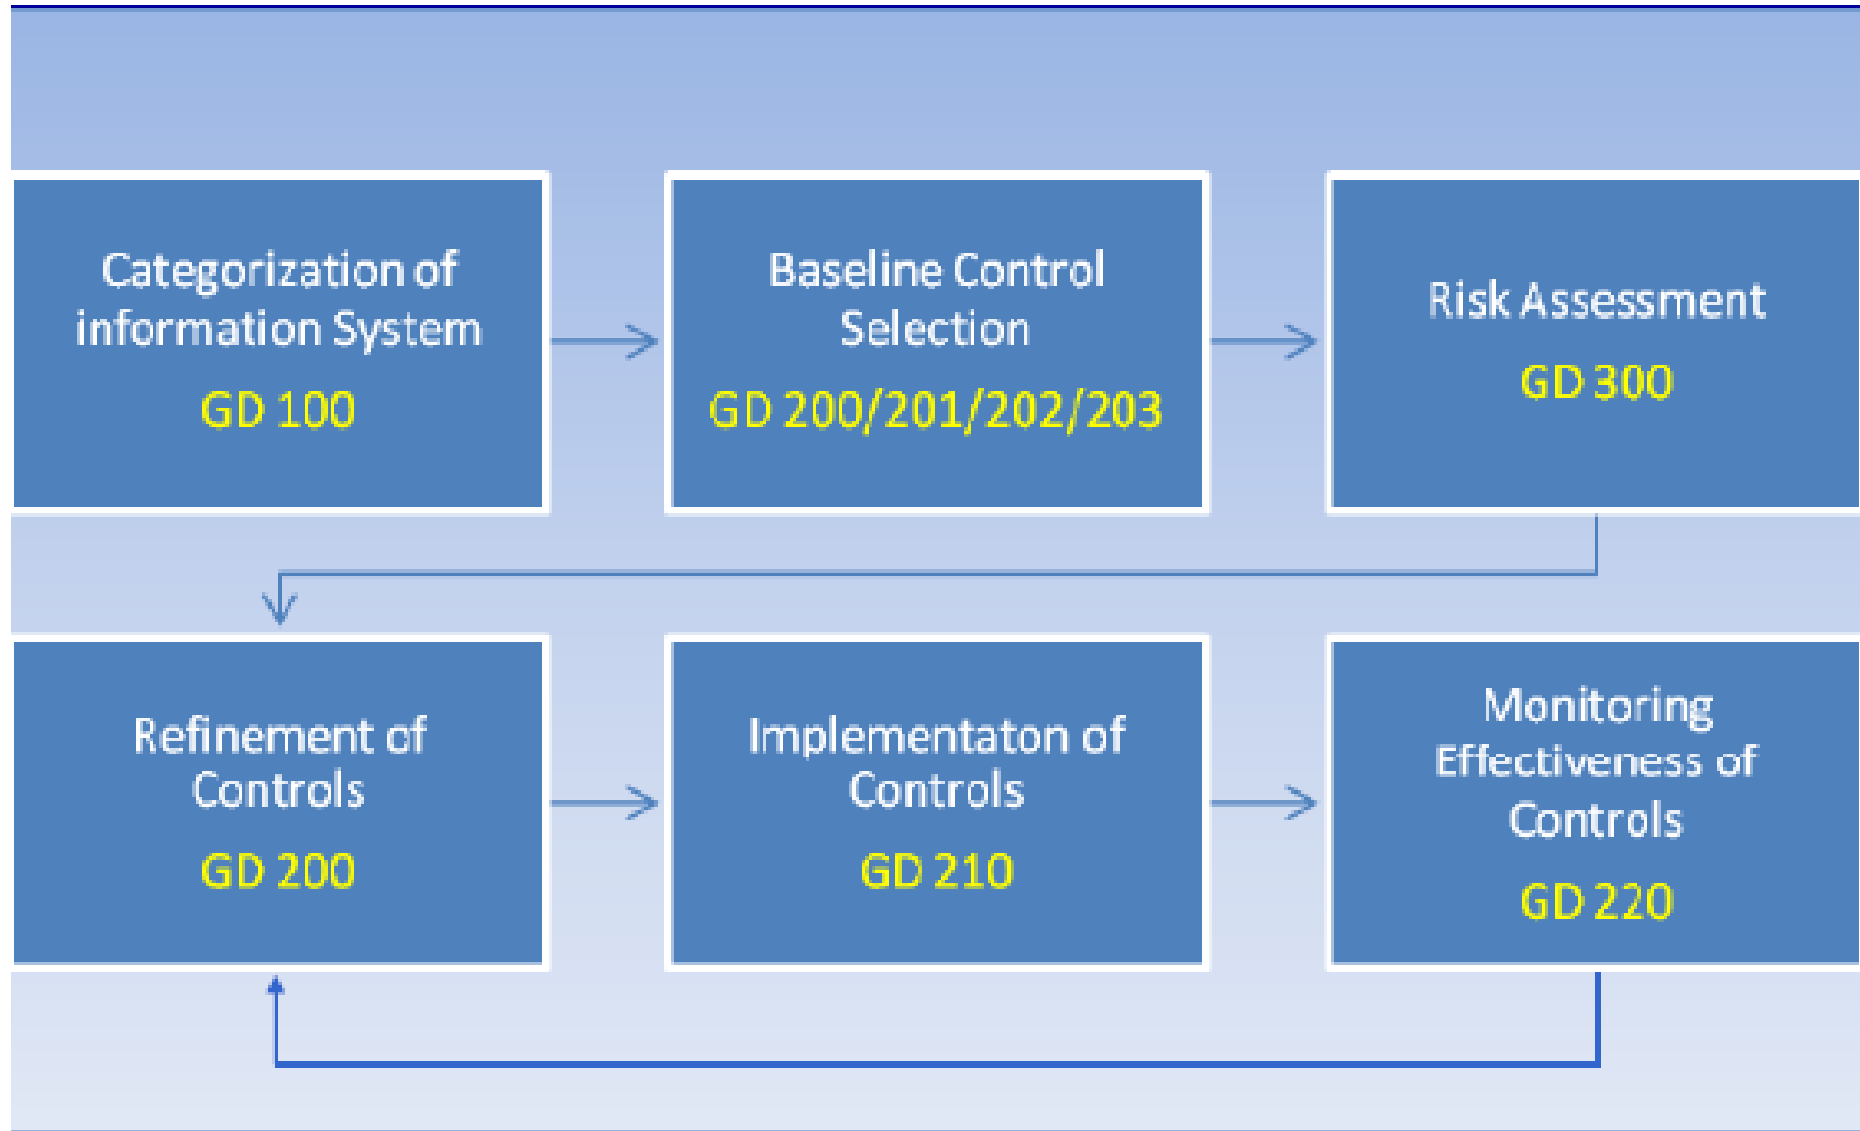 Categorization of
information System
GD 100
Baseline Control
Selection
GD 200/201/202/203
Risk Assessment
GD 300
Refinement of
Controls
GD 200
Implementaton of
Controls
GD 210
Monitoring
Effectiveness of
Controls
GD 220